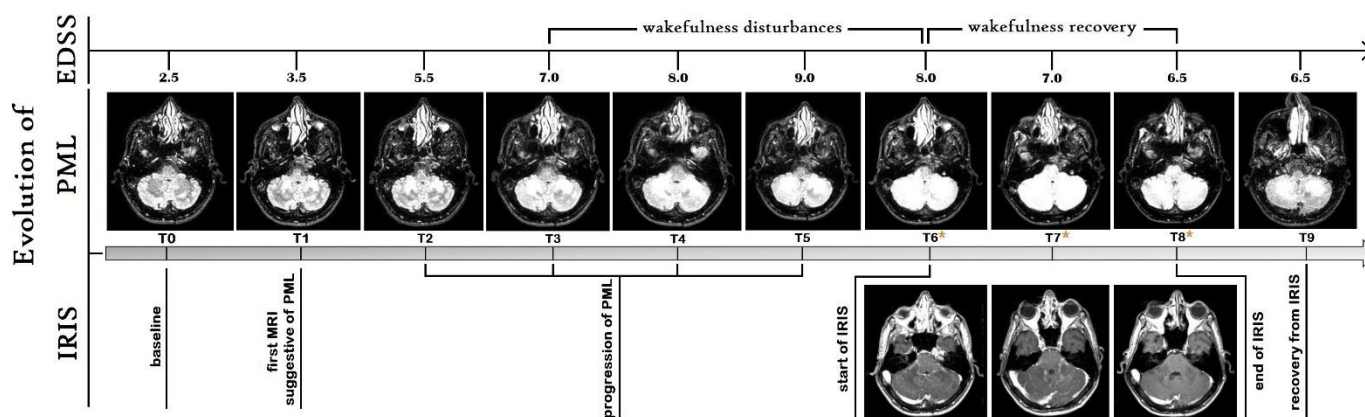 EDSS
wakefulness disturbances
wakefulness recovery
2.5 3.5 5.5 7.0 8.0 9.0 8.0 7.0 6.5 6.5
Evolution of
PML
T0 T1 T2 T3 T4 T5 T6* T7* T8* T9
IRIS
baseline
first MRI
suggestive of PML
progression of PML
start of IRIS
end of IRIS
recovery from IRIS